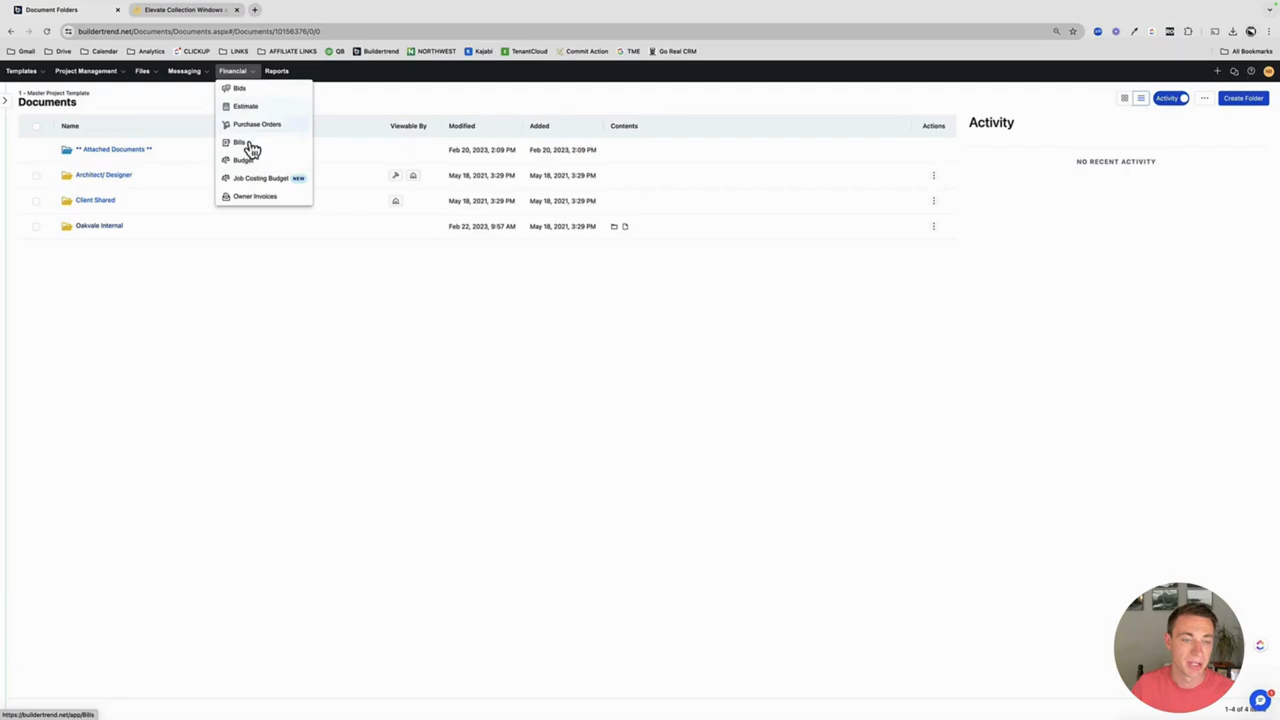 Document Folders
Elevate Collection Windows a
buildertrend.net/Documents/Documents.aspx#/Documents/10156376/0/0
Gmail Drive Calendar Analytics CLICKUP LINKS AFFILIATE LINKS QB Buildertrend NORTHWEST Kajabi TenantCloud Commit Action TME Go Real CRM All Bookmarks
Templates Project Management Files Messaging Financial Reports
1 - Master Project Template
Documents
Activity
Create Folder
Bids
Estimate
Purchase Orders
Bills
Budget
Job Costing Budget NEW
Owner Invoices
Name Viewable By Modified Added Contents Actions
** Attached Documents ** Feb 20, 2023, 2:09 PM Feb 20, 2023, 2:09 PM
Architect/ Designer May 18, 2021, 3:29 PM May 18, 2021, 3:29 PM
Client Shared May 18, 2021, 3:29 PM May 18, 2021, 3:29 PM
Oakvale Internal Feb 22, 2023, 9:57 AM May 18, 2021, 3:29 PM
Activity
NO RECENT ACTIVITY
https://buildertrend.net/app/Bills
1-4 of 4